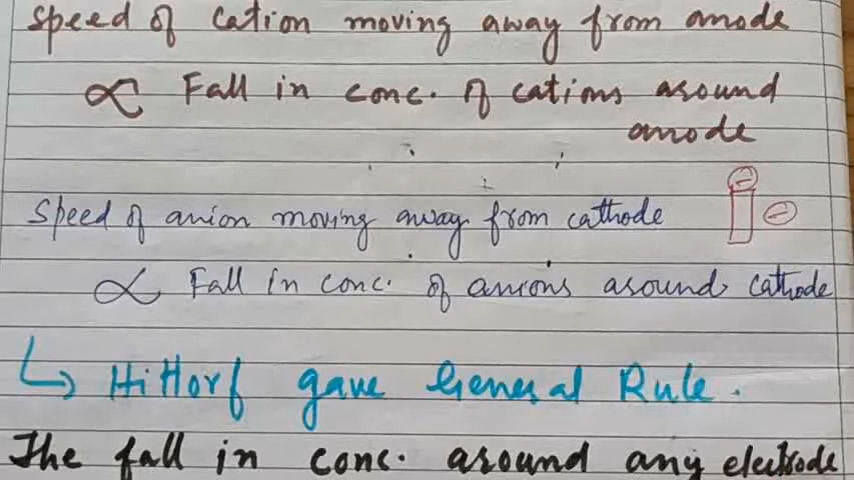 Speed of cation moving away from anode
∝ Fall in conc. of cations around
anode
Speed of anion moving away from cathode
∝ Fall in conc. of anions around cathode
↳ Hittorf gave General Rule.
The fall in conc. around any electrode